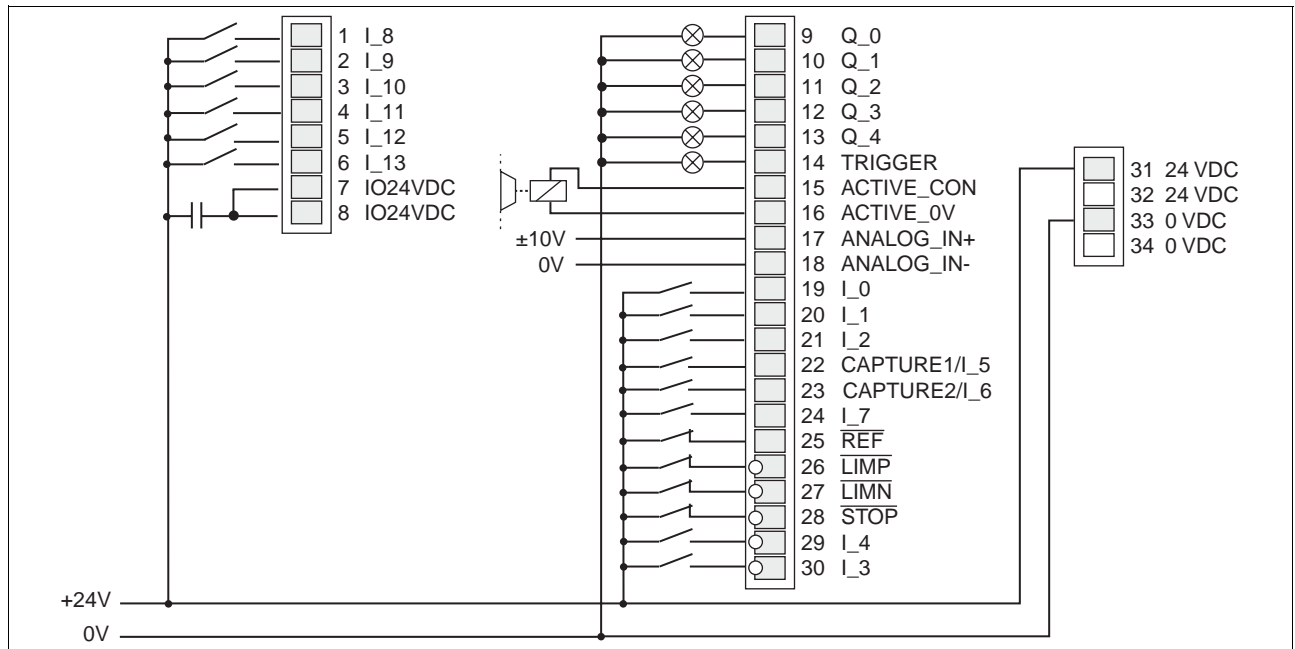 1 I_8
2 I_9
3 I_10
4 I_11
5 I_12
6 I_13
7 IO24VDC
8 IO24VDC
9 Q_0
10 Q_1
11 Q_2
12 Q_3
13 Q_4
14 TRIGGER
15 ACTIVE_CON
16 ACTIVE_0V
±10V
17 ANALOG_IN+
0V
18 ANALOG_IN-
19 I_0
20 I_1
21 I_2
22 CAPTURE1/I_5
23 CAPTURE2/I_6
24 I_7
25 REF
26 LIMP
27 LIMN
28 STOP
29 I_4
30 I_3
31 24 VDC
32 24 VDC
33 0 VDC
34 0 VDC
+24V
0V